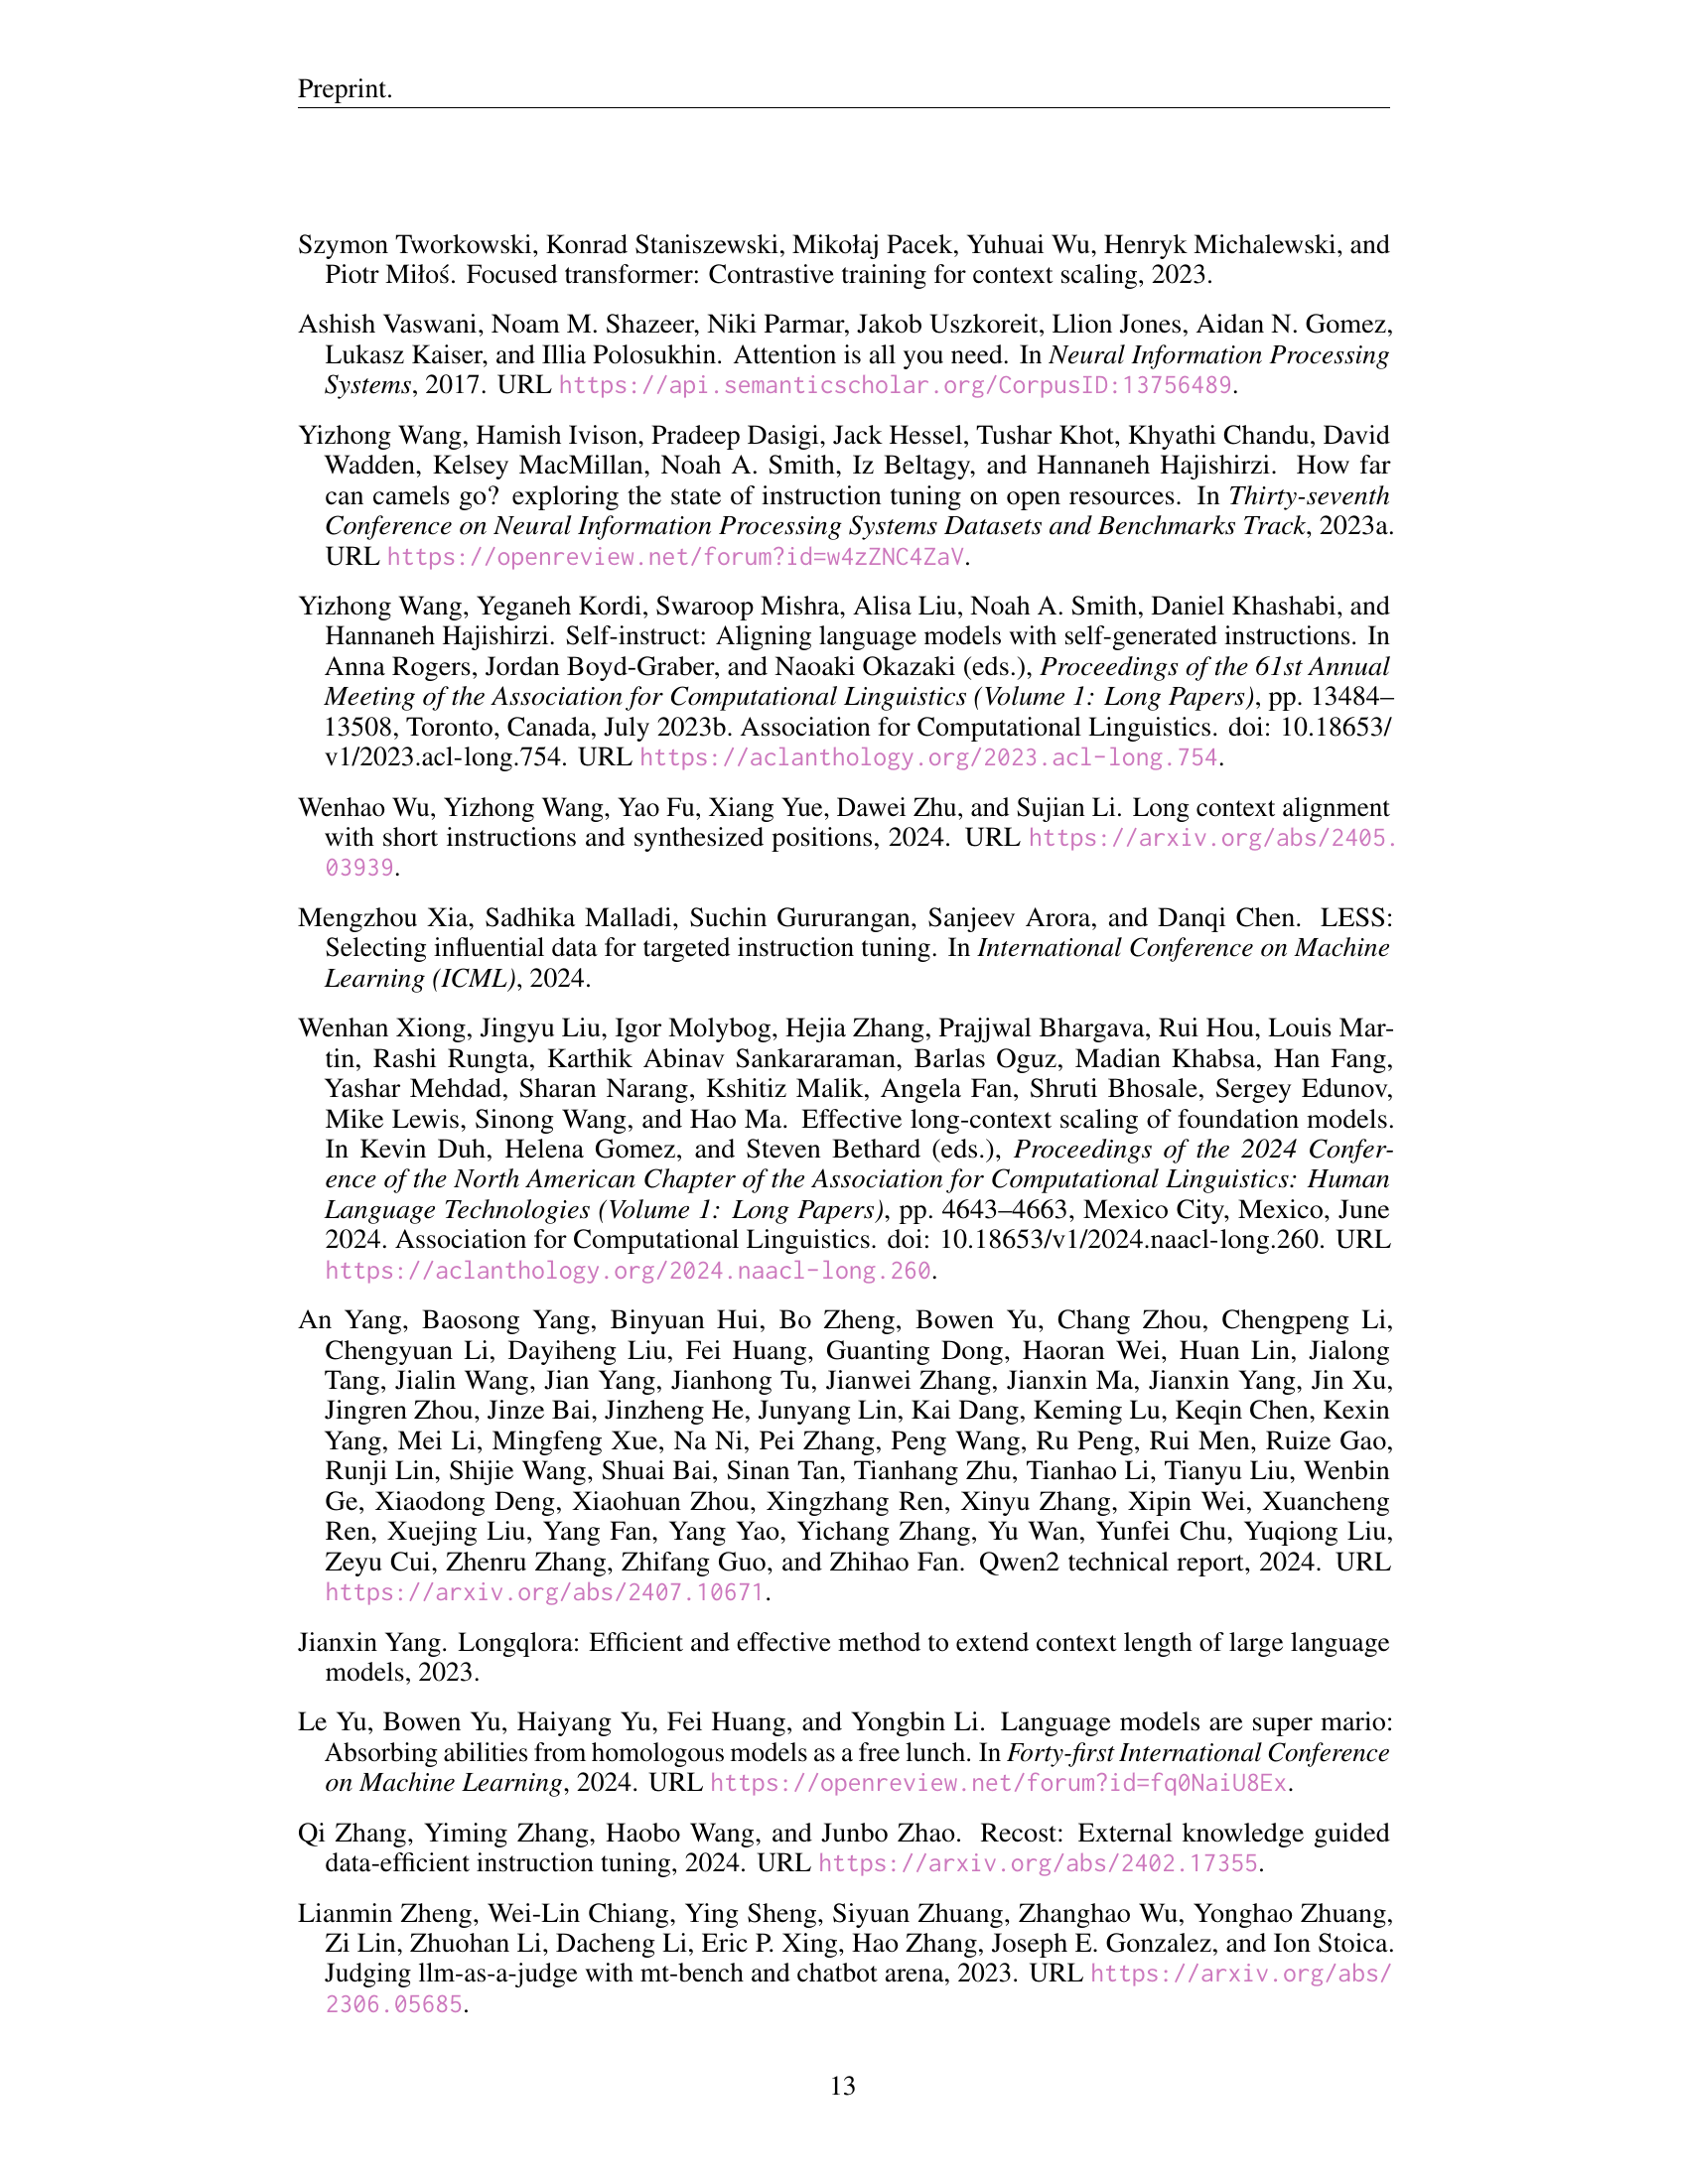 Preprint.
Szymon Tworkowski, Konrad Staniszewski, Mikołaj Pacek, Yuhuai Wu, Henryk Michalewski, and
Piotr Miłoś. Focused transformer: Contrastive training for context scaling, 2023.
Ashish Vaswani, Noam M. Shazeer, Niki Parmar, Jakob Uszkoreit, Llion Jones, Aidan N. Gomez,
Lukasz Kaiser, and Illia Polosukhin. Attention is all you need. In Neural Information Processing
Systems, 2017. URL https://api.semanticscholar.org/CorpusID:13756489.
Yizhong Wang, Hamish Ivison, Pradeep Dasigi, Jack Hessel, Tushar Khot, Khyathi Chandu, David
Wadden, Kelsey MacMillan, Noah A. Smith, Iz Beltagy, and Hannaneh Hajishirzi. How far
can camels go? exploring the state of instruction tuning on open resources. In Thirty-seventh
Conference on Neural Information Processing Systems Datasets and Benchmarks Track, 2023a.
URL https://openreview.net/forum?id=w4zZNC4ZaV.
Yizhong Wang, Yeganeh Kordi, Swaroop Mishra, Alisa Liu, Noah A. Smith, Daniel Khashabi, and
Hannaneh Hajishirzi. Self-instruct: Aligning language models with self-generated instructions. In
Anna Rogers, Jordan Boyd-Graber, and Naoaki Okazaki (eds.), Proceedings of the 61st Annual
Meeting of the Association for Computational Linguistics (Volume 1: Long Papers), pp. 13484–
13508, Toronto, Canada, July 2023b. Association for Computational Linguistics. doi: 10.18653/
v1/2023.acl-long.754. URL https://aclanthology.org/2023.acl-long.754.
Wenhao Wu, Yizhong Wang, Yao Fu, Xiang Yue, Dawei Zhu, and Sujian Li. Long context alignment
with short instructions and synthesized positions, 2024. URL https://arxiv.org/abs/2405.
03939.
Mengzhou Xia, Sadhika Malladi, Suchin Gururangan, Sanjeev Arora, and Danqi Chen. LESS:
Selecting influential data for targeted instruction tuning. In International Conference on Machine
Learning (ICML), 2024.
Wenhan Xiong, Jingyu Liu, Igor Molybog, Hejia Zhang, Prajjwal Bhargava, Rui Hou, Louis Mar-
tin, Rashi Rungta, Karthik Abinav Sankararaman, Barlas Oguz, Madian Khabsa, Han Fang,
Yashar Mehdad, Sharan Narang, Kshitiz Malik, Angela Fan, Shruti Bhosale, Sergey Edunov,
Mike Lewis, Sinong Wang, and Hao Ma. Effective long-context scaling of foundation models.
In Kevin Duh, Helena Gomez, and Steven Bethard (eds.), Proceedings of the 2024 Confer-
ence of the North American Chapter of the Association for Computational Linguistics: Human
Language Technologies (Volume 1: Long Papers), pp. 4643–4663, Mexico City, Mexico, June
2024. Association for Computational Linguistics. doi: 10.18653/v1/2024.naacl-long.260. URL
https://aclanthology.org/2024.naacl-long.260.
An Yang, Baosong Yang, Binyuan Hui, Bo Zheng, Bowen Yu, Chang Zhou, Chengpeng Li,
Chengyuan Li, Dayiheng Liu, Fei Huang, Guanting Dong, Haoran Wei, Huan Lin, Jialong
Tang, Jialin Wang, Jian Yang, Jianhong Tu, Jianwei Zhang, Jianxin Ma, Jianxin Yang, Jin Xu,
Jingren Zhou, Jinze Bai, Jinzheng He, Junyang Lin, Kai Dang, Keming Lu, Keqin Chen, Kexin
Yang, Mei Li, Mingfeng Xue, Na Ni, Pei Zhang, Peng Wang, Ru Peng, Rui Men, Ruize Gao,
Runji Lin, Shijie Wang, Shuai Bai, Sinan Tan, Tianhang Zhu, Tianhao Li, Tianyu Liu, Wenbin
Ge, Xiaodong Deng, Xiaohuan Zhou, Xingzhang Ren, Xinyu Zhang, Xipin Wei, Xuancheng
Ren, Xuejing Liu, Yang Fan, Yang Yao, Yichang Zhang, Yu Wan, Yunfei Chu, Yuqiong Liu,
Zeyu Cui, Zhenru Zhang, Zhifang Guo, and Zhihao Fan. Qwen2 technical report, 2024. URL
https://arxiv.org/abs/2407.10671.
Jianxin Yang. Longqlora: Efficient and effective method to extend context length of large language
models, 2023.
Le Yu, Bowen Yu, Haiyang Yu, Fei Huang, and Yongbin Li. Language models are super mario:
Absorbing abilities from homologous models as a free lunch. In Forty-first International Conference
on Machine Learning, 2024. URL https://openreview.net/forum?id=fq0NaiU8Ex.
Qi Zhang, Yiming Zhang, Haobo Wang, and Junbo Zhao. Recost: External knowledge guided
data-efficient instruction tuning, 2024. URL https://arxiv.org/abs/2402.17355.
Lianmin Zheng, Wei-Lin Chiang, Ying Sheng, Siyuan Zhuang, Zhanghao Wu, Yonghao Zhuang,
Zi Lin, Zhuohan Li, Dacheng Li, Eric P. Xing, Hao Zhang, Joseph E. Gonzalez, and Ion Stoica.
Judging llm-as-a-judge with mt-bench and chatbot arena, 2023. URL https://arxiv.org/abs/
2306.05685.
13